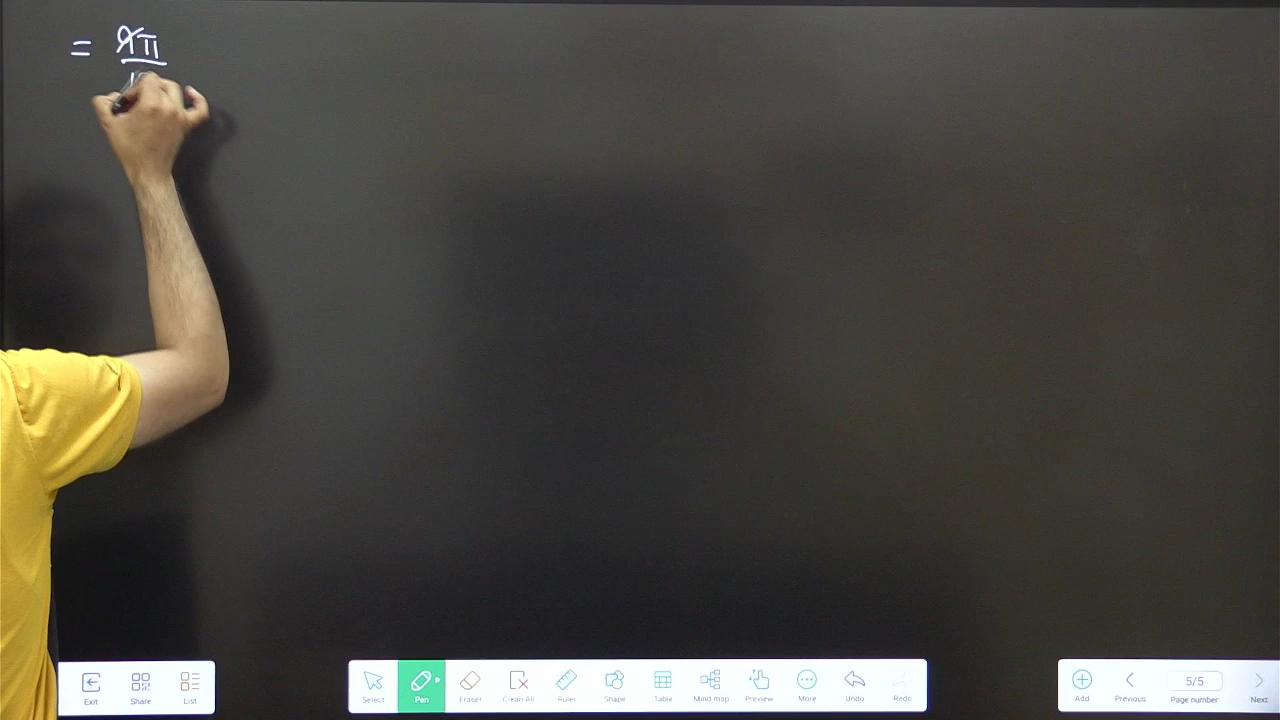 = 9π
Exit
Share
List
Select
Pen
Eraser
Clean All
Ruler
Shape
Table
Mind map
Preview
More
Undo
Redo
Add
Previous
5/5
Page number
Next